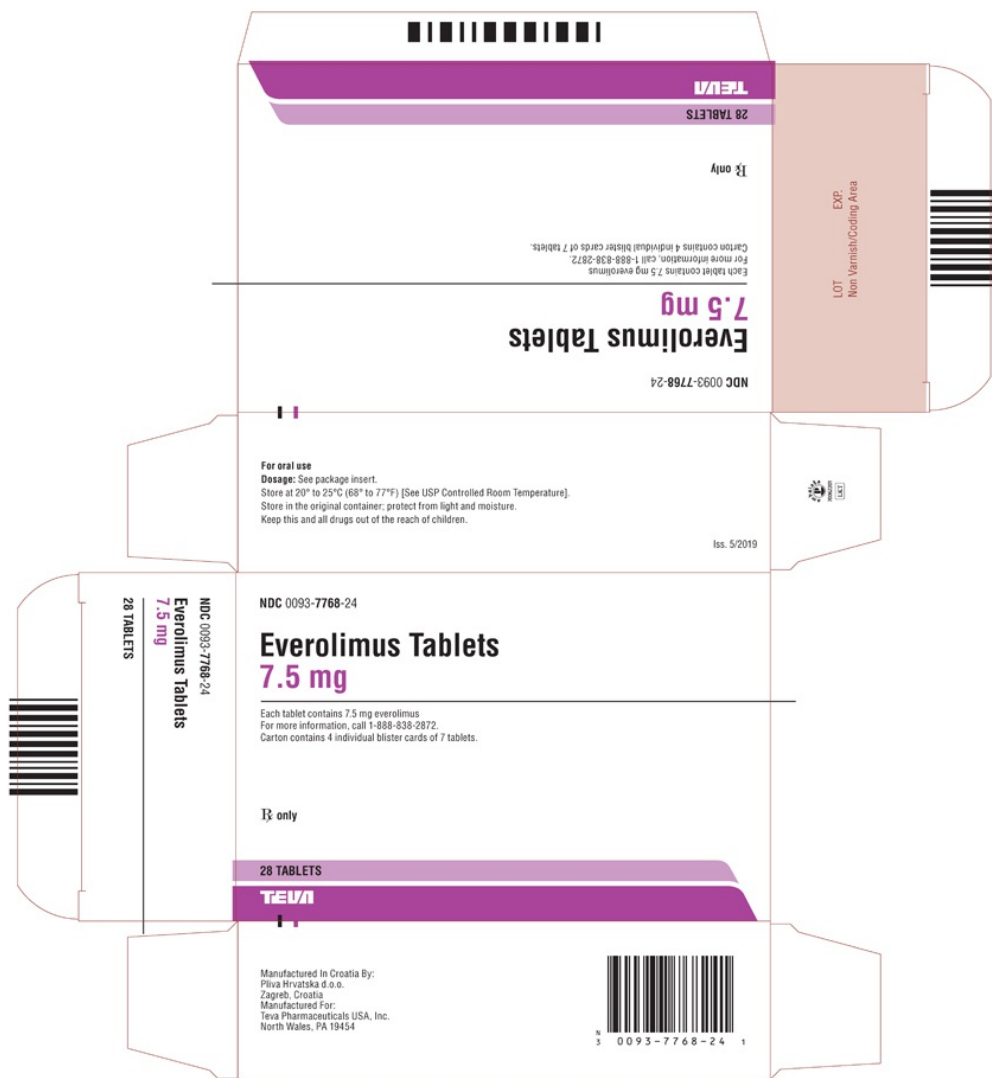 TEVA
28 TABLETS
Rx only
Carton contains 4 individual blister cards of 7 tablets.
For more information, call 1-888-838-2872.
Each tablet contains 7.5 mg everolimus
7.5 mg
Everolimus Tablets
NDC 0093-7768-24
LOT EXP.
Non Varnish/Coding Area
For oral use
Dosage: See package insert.
Store at 20° to 25°C (68° to 77°F) [See USP Controlled Room Temperature].
Store in the original container; protect from light and moisture.
Keep this and all drugs out of the reach of children.
Iss. 5/2019
NDC 0093-7768-24
Everolimus Tablets
7.5 mg
28 TABLETS
NDC 0093-7768-24
Everolimus Tablets
7.5 mg
Each tablet contains 7.5 mg everolimus
For more information, call 1-888-838-2872.
Carton contains 4 individual blister cards of 7 tablets.
Rx only
28 TABLETS
TEVA
Manufactured In Croatia By:
Pliva Hrvatska d.o.o.
Zagreb, Croatia
Manufactured For:
Teva Pharmaceuticals USA, Inc.
North Wales, PA 19454
N
3 0093-7768-24 1